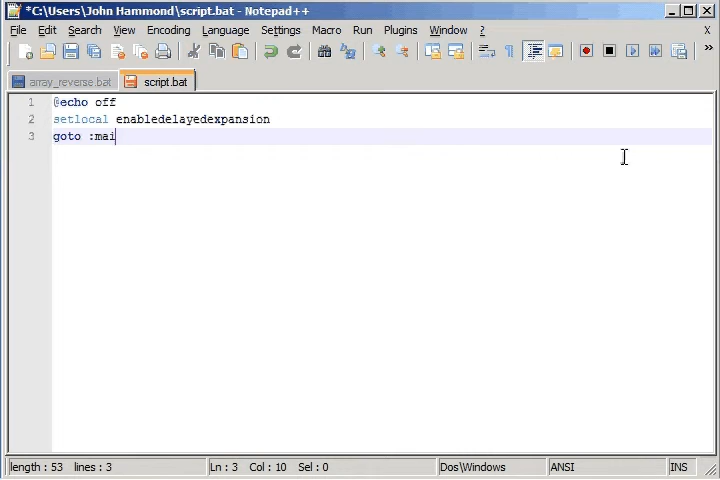 *C:\Users\John Hammond\script.bat - Notepad++
File Edit Search View Encoding Language Settings Macro Run Plugins Window ? X
array_reverse.bat script.bat
1 @echo off
2 setlocal enabledelayedexpansion
3 goto :mai
length : 53 lines : 3 Ln : 3 Col : 10 Sel : 0 Dos\Windows ANSI INS